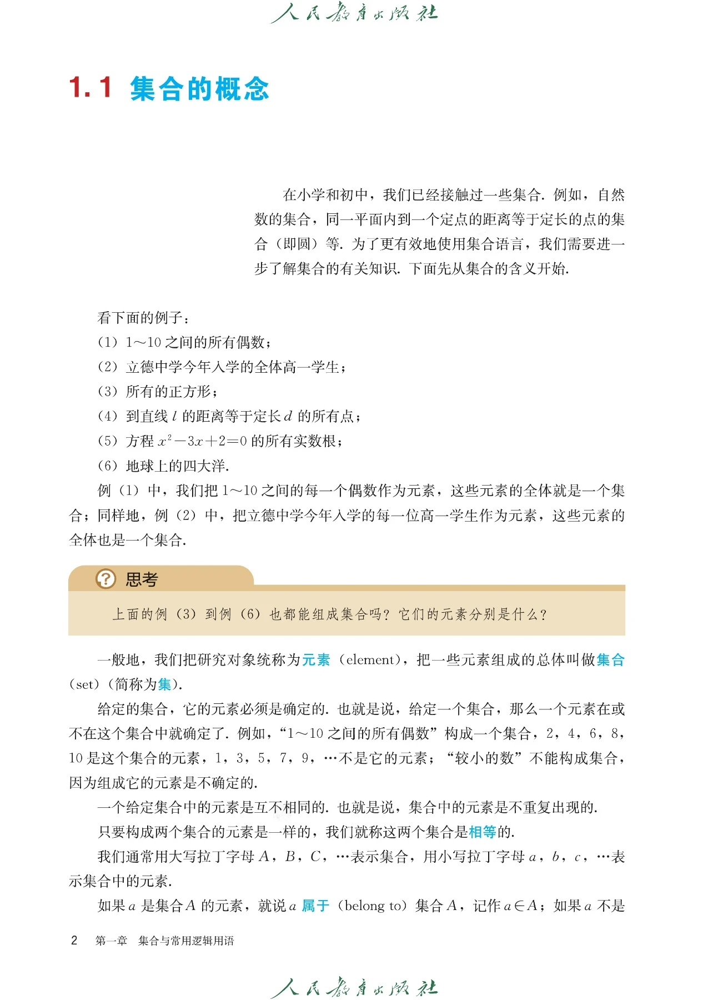 人民教育出版社
1.1 集合的概念
在小学和初中，我们已经接触过一些集合. 例如，自然
数的集合，同一平面内到一个定点的距离等于定长的点的集
合（即圆）等. 为了更有效地使用集合语言，我们需要进一
步了解集合的有关知识. 下面先从集合的含义开始.
看下面的例子：
（1）1～10之间的所有偶数；
（2）立德中学今年入学的全体高一学生；
（3）所有的正方形；
（4）到直线 l 的距离等于定长 d 的所有点；
（5）方程 x²－3x＋2＝0 的所有实数根；
（6）地球上的四大洋.
例（1）中，我们把1～10之间的每一个偶数作为元素，这些元素的全体就是一个集
合；同样地，例（2）中，把立德中学今年入学的每一位高一学生作为元素，这些元素的
全体也是一个集合.
? 思考
上面的例（3）到例（6）也都能组成集合吗？它们的元素分别是什么？
一般地，我们把研究对象统称为元素（element），把一些元素组成的总体叫做集合
（set）（简称为集）.
给定的集合，它的元素必须是确定的. 也就是说，给定一个集合，那么一个元素在或
不在这个集合中就确定了. 例如，“1～10之间的所有偶数”构成一个集合，2，4，6，8，
10是这个集合的元素，1，3，5，7，9，…不是它的元素；“较小的数”不能构成集合，
因为组成它的元素是不确定的.
一个给定集合中的元素是互不相同的. 也就是说，集合中的元素是不重复出现的.
只要构成两个集合的元素是一样的，我们就称这两个集合是相等的.
我们通常用大写拉丁字母 A，B，C，…表示集合，用小写拉丁字母 a，b，c，…表
示集合中的元素.
如果 a 是集合 A 的元素，就说 a 属于（belong to）集合 A，记作 a∈A；如果 a 不是
2 第一章 集合与常用逻辑用语
人民教育出版社